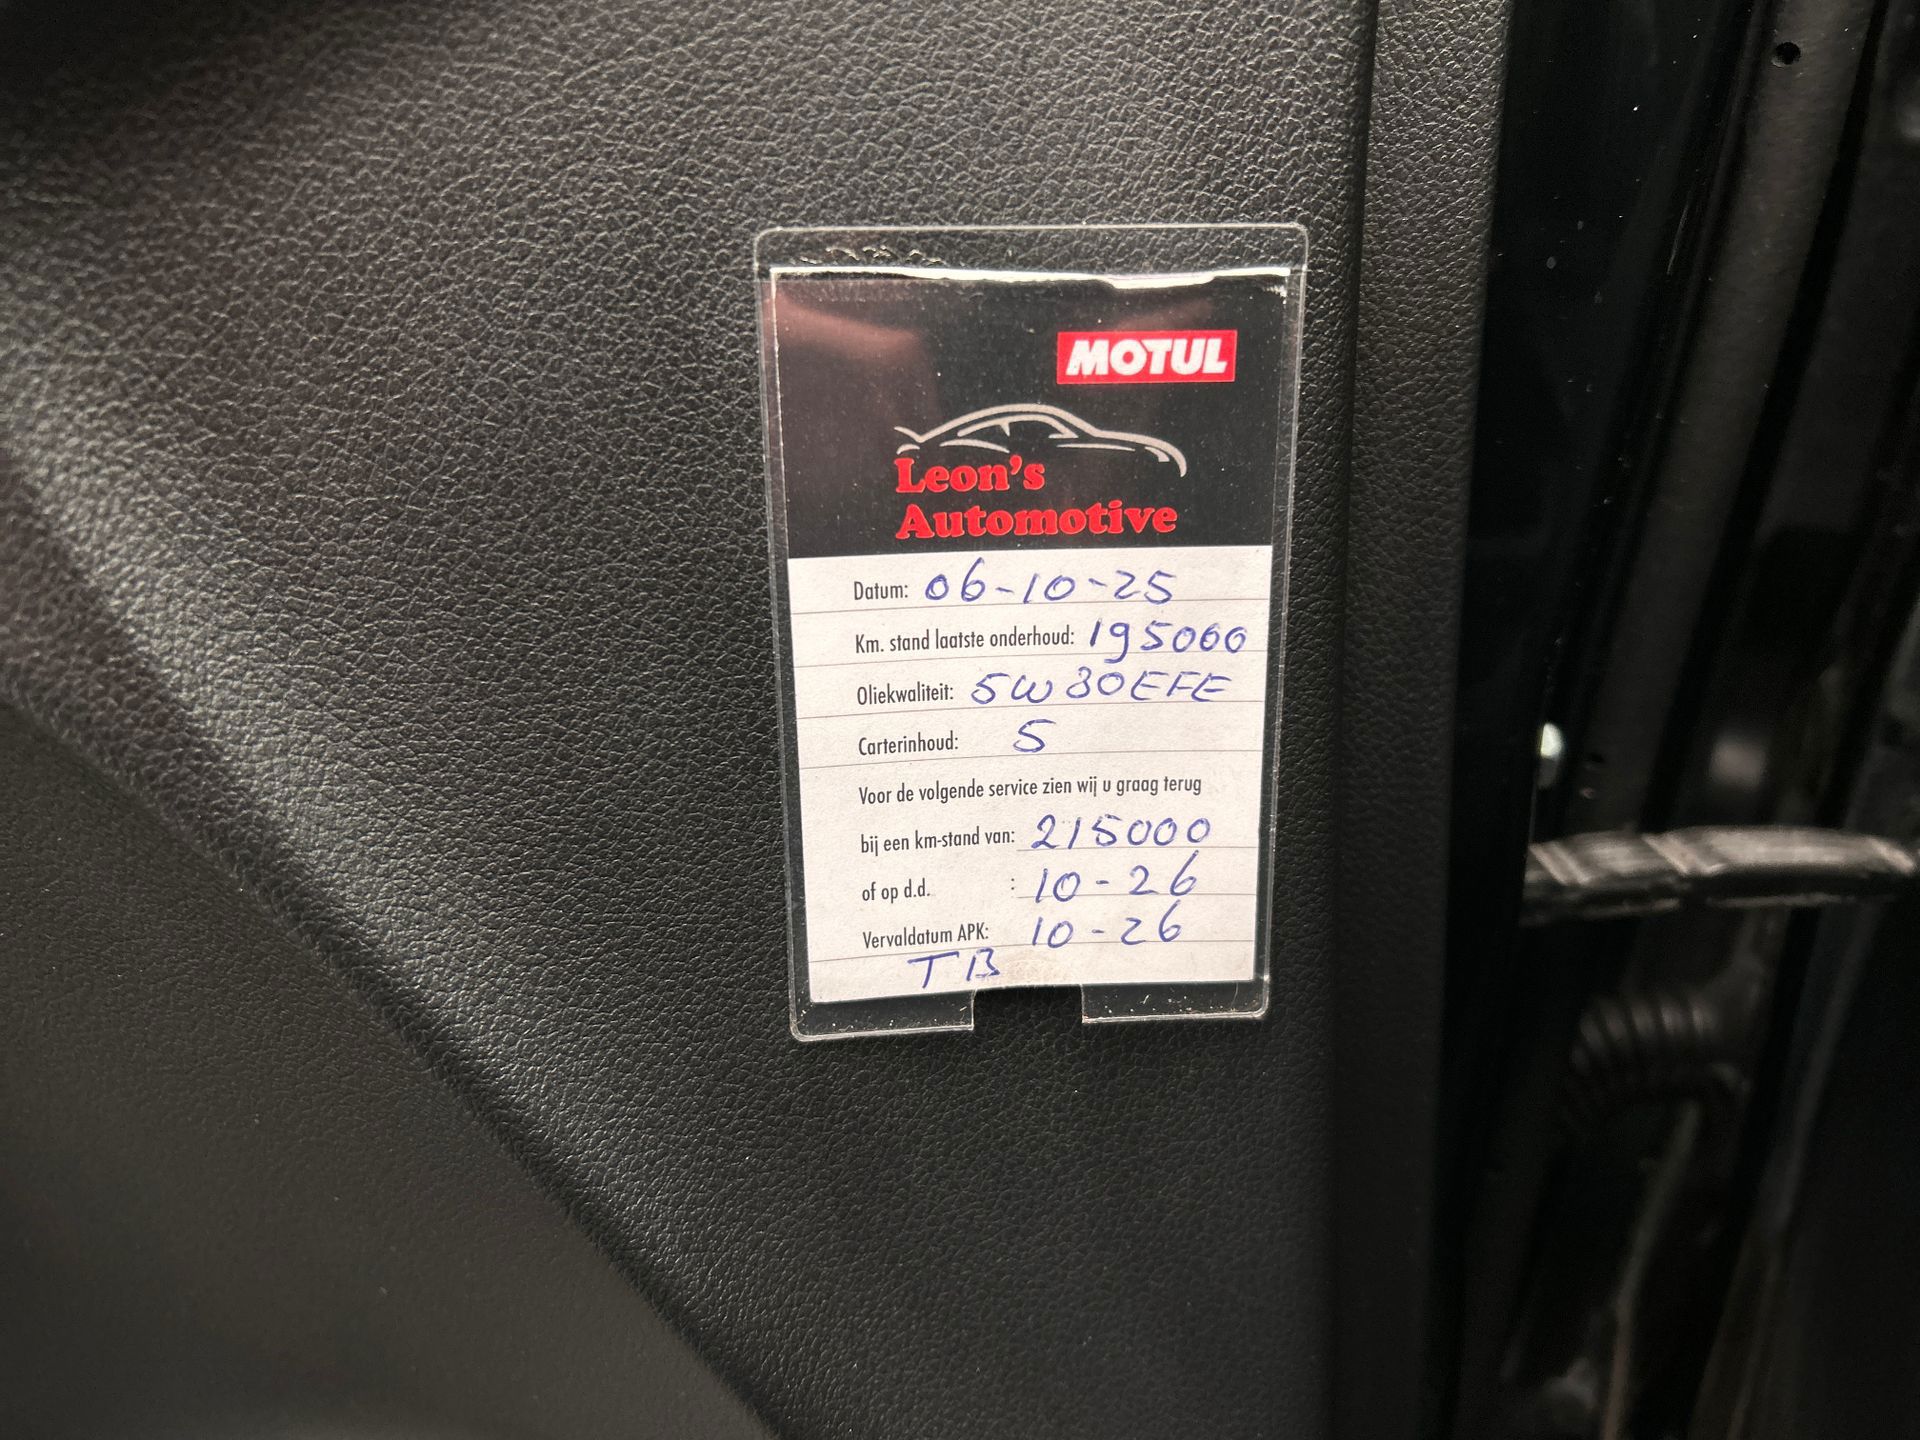 MOTUL
Leon's
Automotive
Datum: 06-10-25
Km. stand laatste onderhoud: 195000
Oliekwaliteit: 5W30EFE
Carterinhoud: 5
Voor de volgende service zien wij u graag terug
bij een km-stand van: 215000
of op d.d. : 10-26
Vervaldatum APK: 10-26
TB